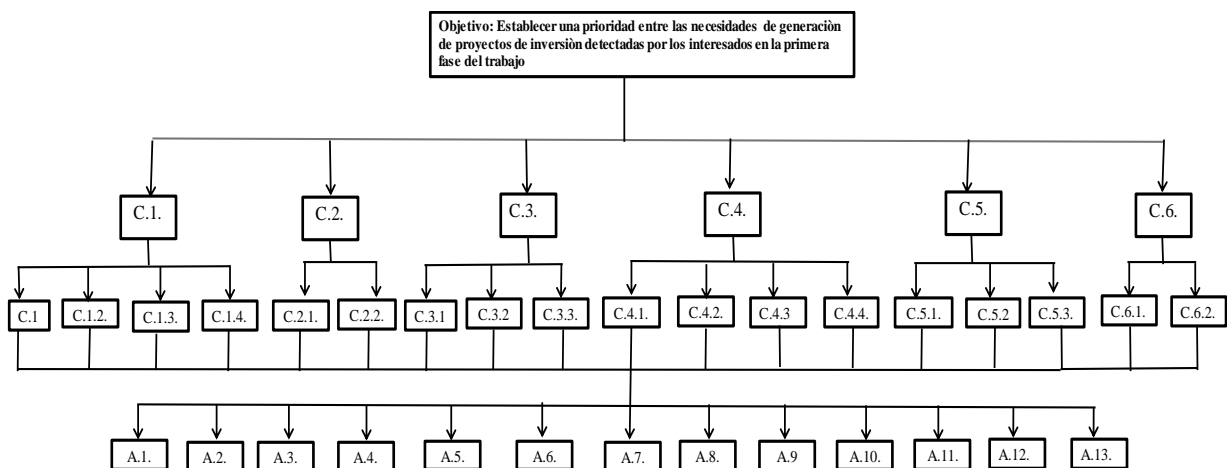 Objetivo: Establecer una prioridad entre las necesidades de generaciòn
de proyectos de inversiòn detectadas por los interesados en la primera
fase del trabajo
C.1. C.2. C.3. C.4. C.5. C.6.
C.1 C.1.2. C.1.3. C.1.4. C.2.1. C.2.2. C.3.1 C.3.2 C.3.3. C.4.1. C.4.2. C.4.3 C.4.4. C.5.1. C.5.2 C.5.3. C.6.1. C.6.2.
A.1. A.2. A.3. A.4. A.5. A.6. A.7. A.8. A.9 A.10. A.11. A.12. A.13.